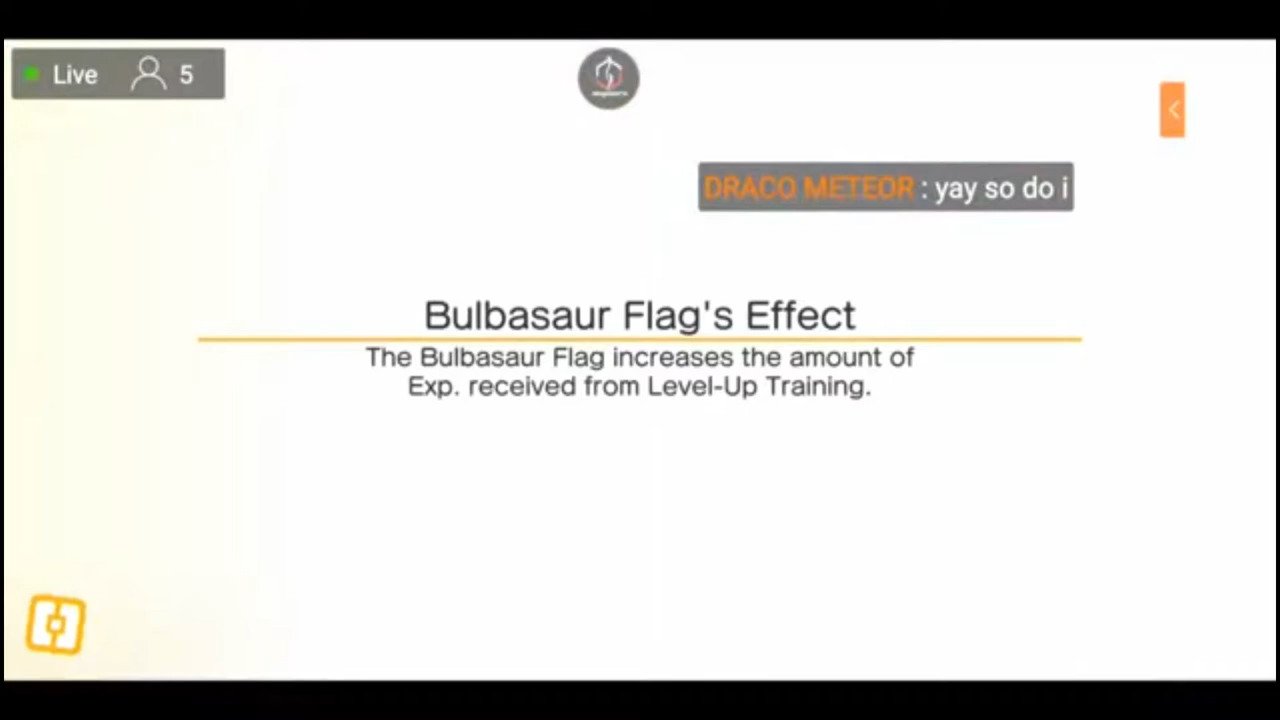 Live 5
DRACO METEOR : yay so do i
Bulbasaur Flag's Effect
The Bulbasaur Flag increases the amount of
Exp. received from Level-Up Training.